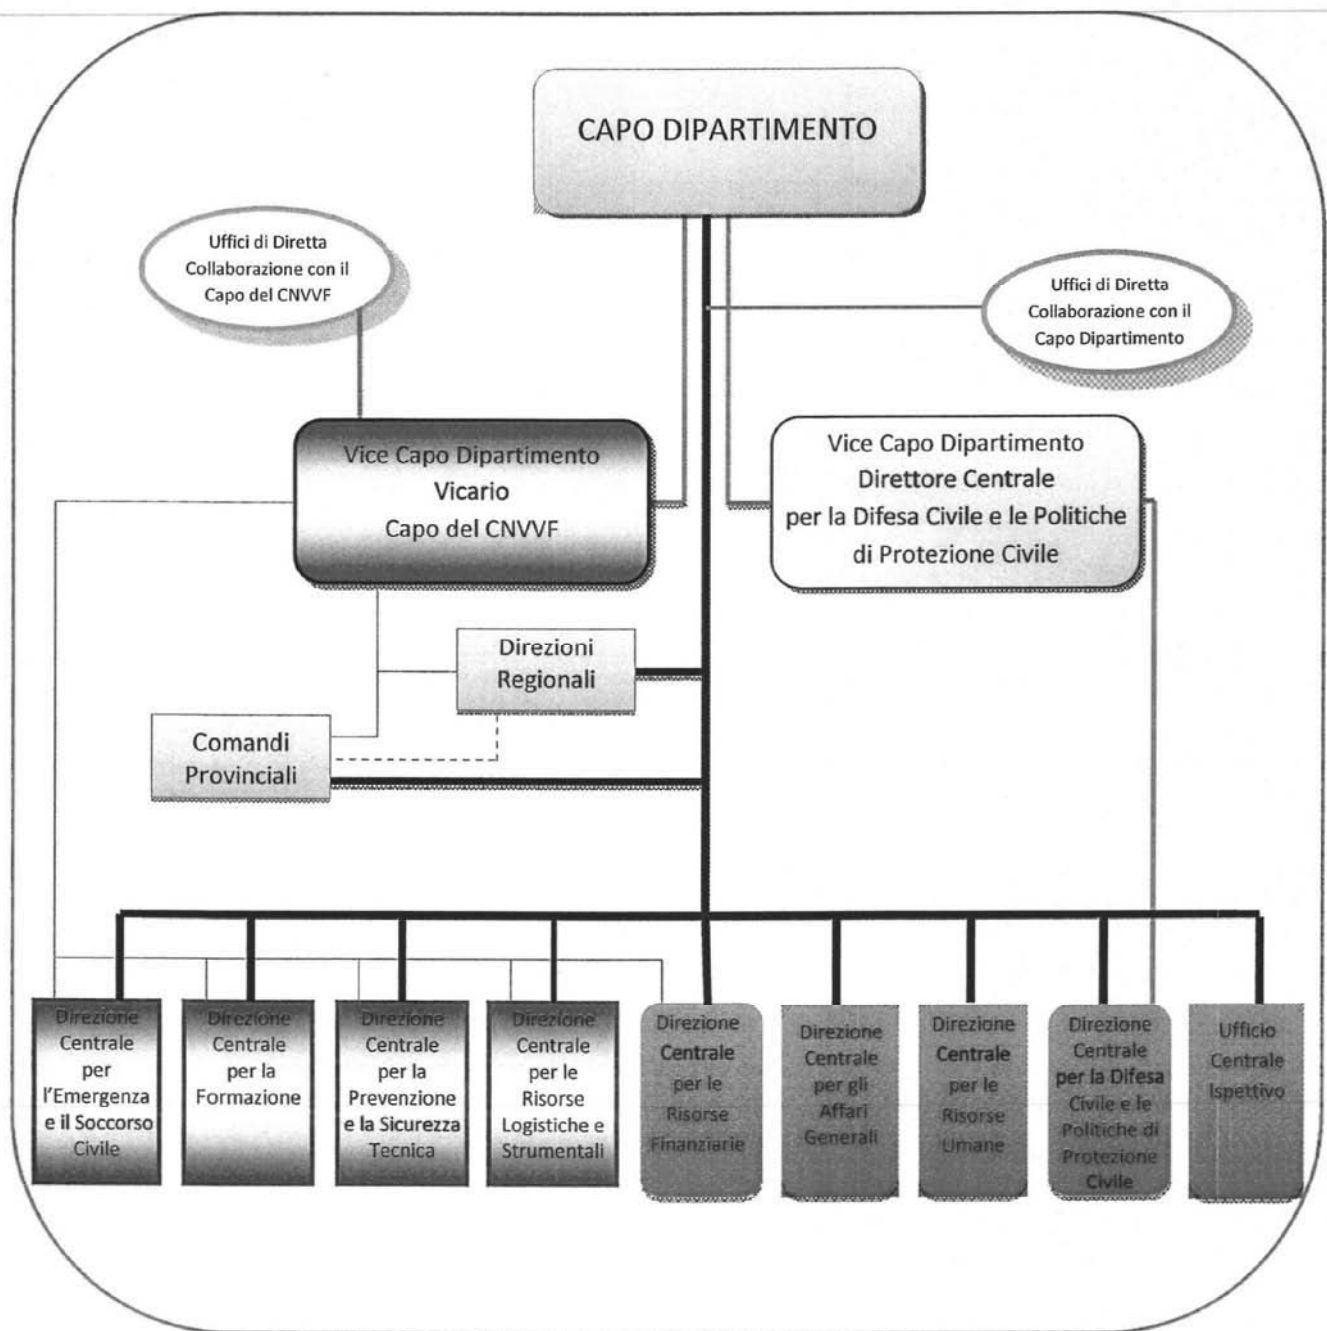 CAPO DIPARTIMENTO
Uffici di Diretta
Collaborazione con il
Capo del CNVVF
Uffici di Diretta
Collaborazione con il
Capo Dipartimento
Vice Capo Dipartimento
Vicario
Capo del CNVVF
Vice Capo Dipartimento
Direttore Centrale
per la Difesa Civile e le Politiche
di Protezione Civile
Direzioni
Regionali
Comandi
Provinciali
Direzione
Centrale
per
l'Emergenza
e il Soccorso
Civile
Direzione
Centrale
per la
Formazione
Direzione
Centrale
per la
Prevenzione
e la Sicurezza
Tecnica
Direzione
Centrale
per le
Risorse
Logistiche e
Strumentali
Direzione
Centrale
per le
Risorse
Finanziarie
Direzione
Centrale
per gli
Affari
Generali
Direzione
Centrale
per le
Risorse
Umane
Direzione
Centrale
per la Difesa
Civile e le
Politiche di
Protezione
Civile
Ufficio
Centrale
Ispettivo